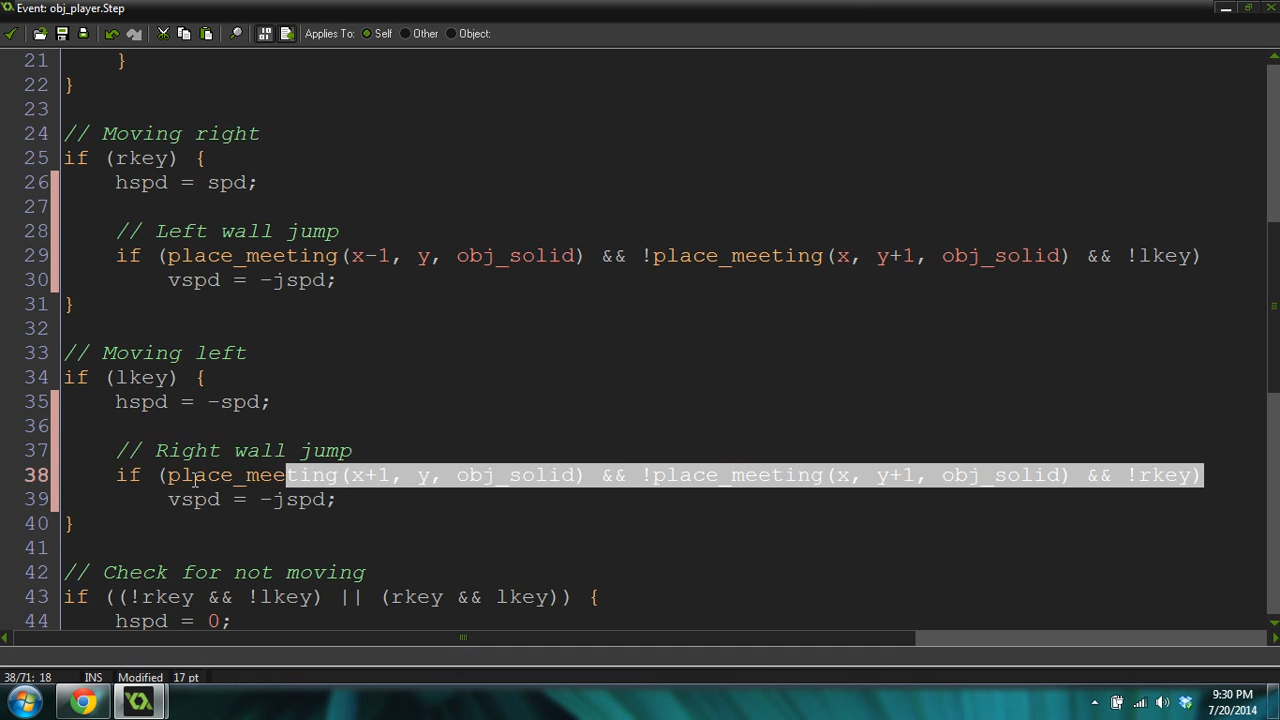 Event: obj_player.Step
Applies To: Self Other Object:
21 }
22 }
23
24 // Moving right
25 if (rkey) {
26 hspd = spd;
27
28 // Left wall jump
29 if (place_meeting(x-1, y, obj_solid) && !place_meeting(x, y+1, obj_solid) && !lkey)
30 vspd = -jspd;
31 }
32
33 // Moving left
34 if (lkey) {
35 hspd = -spd;
36
37 // Right wall jump
38 if (place_meeting(x+1, y, obj_solid) && !place_meeting(x, y+1, obj_solid) && !rkey)
39 vspd = -jspd;
40 }
41
42 // Check for not moving
43 if ((!rkey && !lkey) || (rkey && lkey)) {
44 hspd = 0;
38/71: 18 INS Modified 17 pt
9:30 PM
7/20/2014